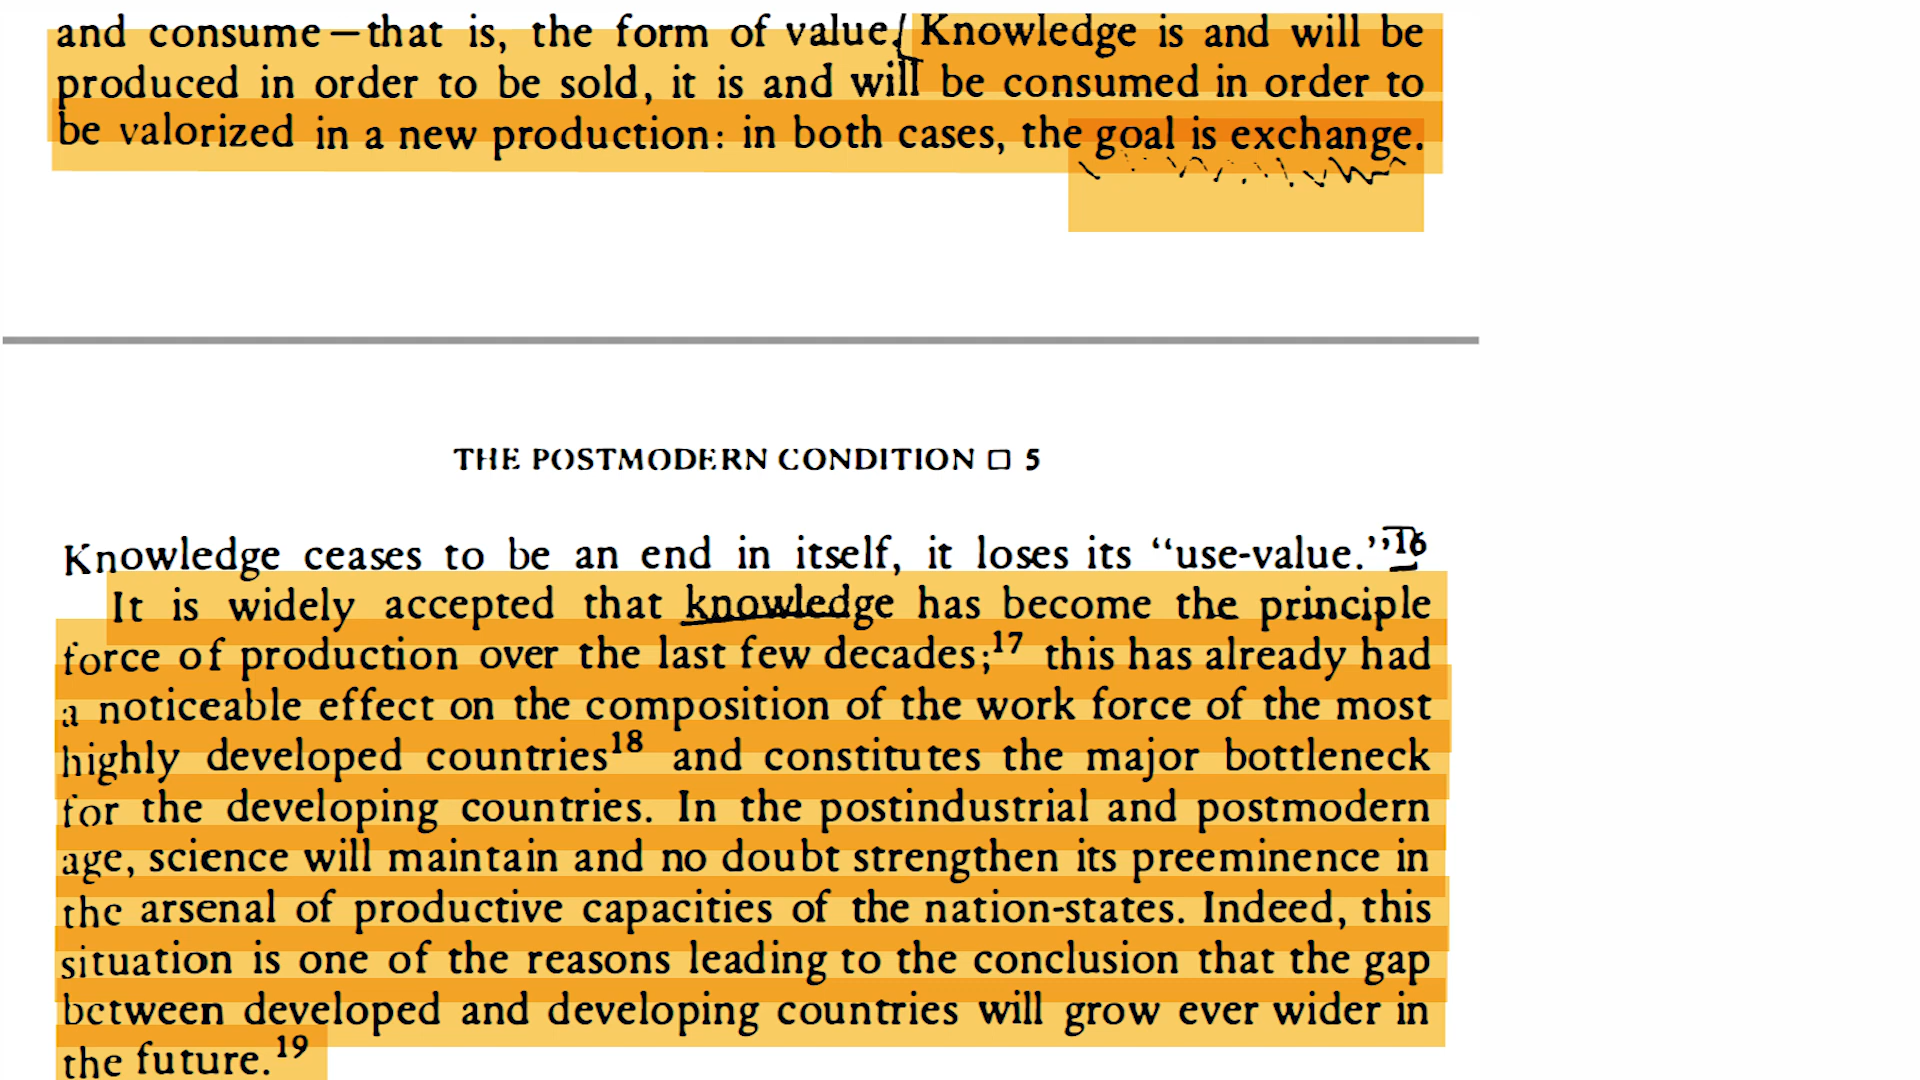 and consume—that is, the form of value. Knowledge is and will be
produced in order to be sold, it is and will be consumed in order to
be valorized in a new production: in both cases, the goal is exchange.
THE POSTMODERN CONDITION □ 5
Knowledge ceases to be an end in itself, it loses its “use-value.”16
It is widely accepted that knowledge has become the principle
force of production over the last few decades;17 this has already had
a noticeable effect on the composition of the work force of the most
highly developed countries18 and constitutes the major bottleneck
for the developing countries. In the postindustrial and postmodern
age, science will maintain and no doubt strengthen its preeminence in
the arsenal of productive capacities of the nation-states. Indeed, this
situation is one of the reasons leading to the conclusion that the gap
between developed and developing countries will grow ever wider in
the future.19